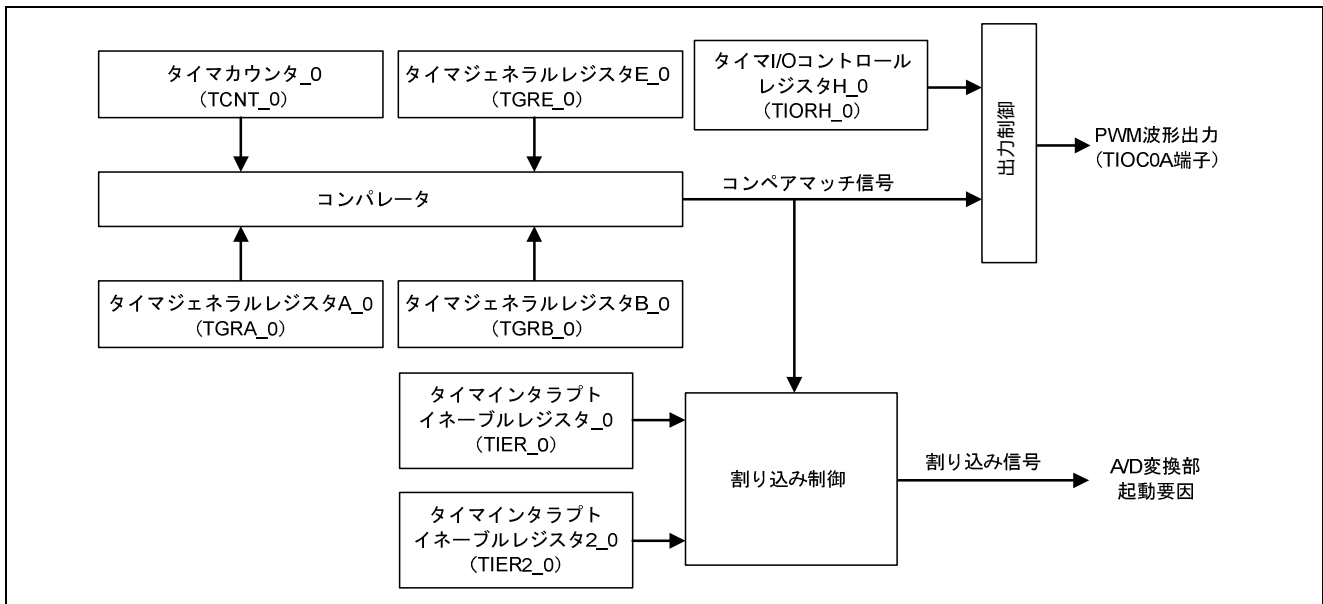 タイマカウンタ_0
(TCNT_0)
タイマジェネラルレジスタE_0
(TGRE_0)
タイマI/Oコントロール
レジスタH_0
(TIORH_0)
出力制御
PWM波形出力
(TIOC0A端子)
コンパレータ
コンペアマッチ信号
タイマジェネラルレジスタA_0
(TGRA_0)
タイマジェネラルレジスタB_0
(TGRB_0)
タイマインタラプト
イネーブルレジスタ_0
(TIER_0)
割り込み制御
割り込み信号
A/D変換部
起動要因
タイマインタラプト
イネーブルレジスタ2_0
(TIER2_0)